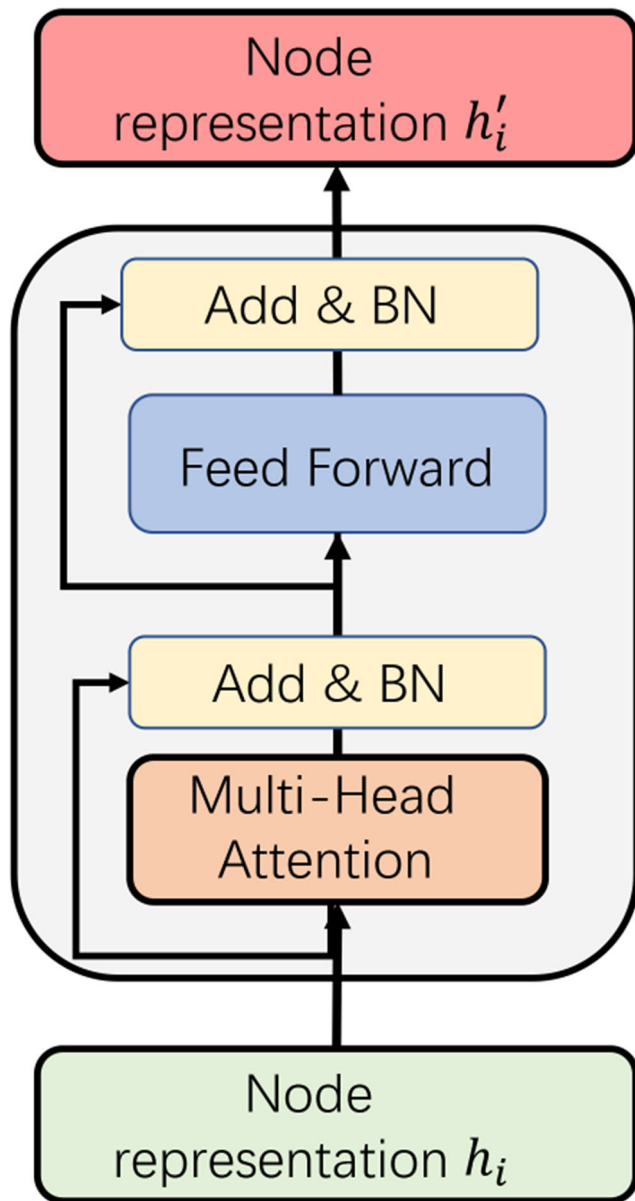 Node
representation h′ᵢ
Add & BN
Feed Forward
Add & BN
Multi-Head
Attention
Node
representation hᵢ